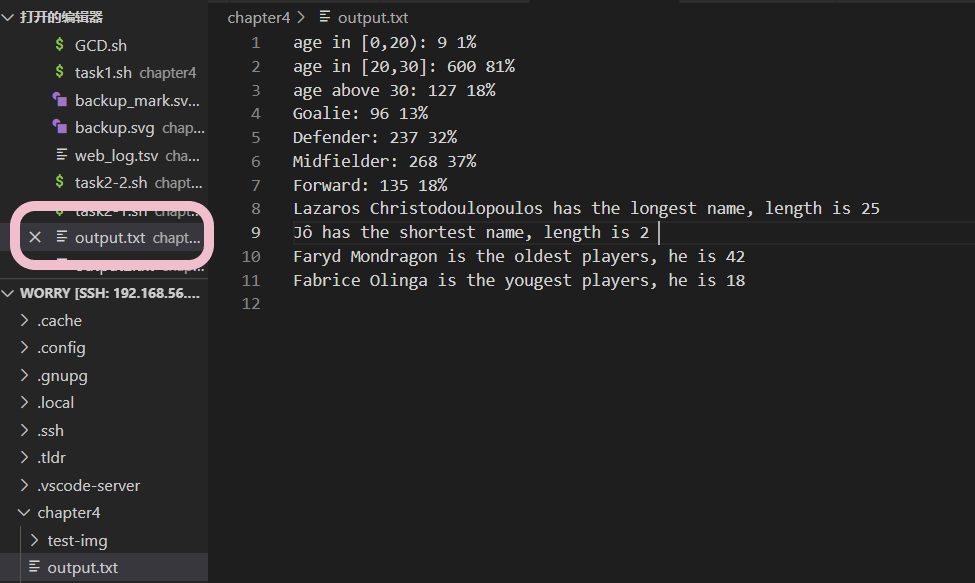 打开的编辑器
GCD.sh
task1.sh chapter4
backup_mark.sv...
backup.svg chap...
web_log.tsv cha...
task2-2.sh chapt...
task2-1.sh chapt...
output.txt chapt...
WORRY [SSH: 192.168.56....
.cache
.config
.gnupg
.local
.ssh
.tldr
.vscode-server
chapter4
test-img
output.txt
chapter4 > output.txt
1 age in [0,20): 9 1%
2 age in [20,30]: 600 81%
3 age above 30: 127 18%
4 Goalie: 96 13%
5 Defender: 237 32%
6 Midfielder: 268 37%
7 Forward: 135 18%
8 Lazaros Christodoulopoulos has the longest name, length is 25
9 Jô has the shortest name, length is 2
10 Faryd Mondragon is the oldest players, he is 42
11 Fabrice Olinga is the yougest players, he is 18
12